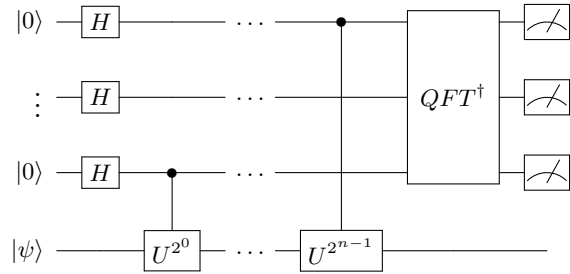 |0⟩ H ⋯
⋮ H ⋯ QFT†
|0⟩ H ⋯
|ψ⟩ U^{2^0} ⋯ U^{2^{n−1}}